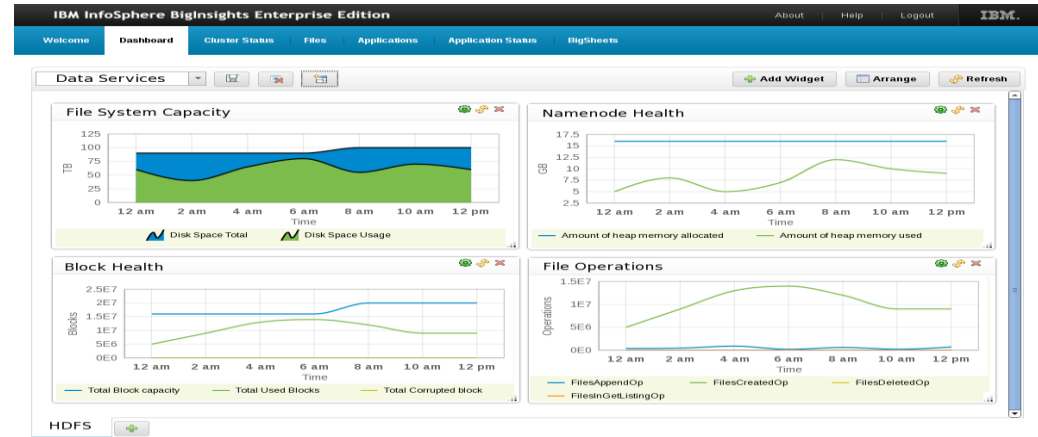 IBM InfoSphere BigInsights Enterprise Edition About Help Logout IBM.
Welcome Dashboard Cluster Status Files Applications Application Status BigSheets
Data Services Add Widget Arrange Refresh
File System Capacity
125
100
75
50
25
0
TB
12 am 2 am 4 am 6 am 8 am 10 am 12 pm
Time
Disk Space Total Disk Space Usage
Namenode Health
17.5
15
12.5
10
7.5
5
2.5
GB
12 am 2 am 4 am 6 am 8 am 10 am 12 pm
Time
Amount of heap memory allocated Amount of heap memory used
Block Health
2.5E7
2E7
1.5E7
1E7
5E6
0E0
Blocks
12 am 2 am 4 am 6 am 8 am 10 am 12 pm
Time
Total Block capacity Total Used Blocks Total Corrupted block
File Operations
1.5E7
1E7
5E6
0E0
Operations
12 am 2 am 4 am 6 am 8 am 10 am 12 pm
Time
FilesAppendOp FilesCreatedOp FilesDeletedOp
FilesInGetListingOp
HDFS